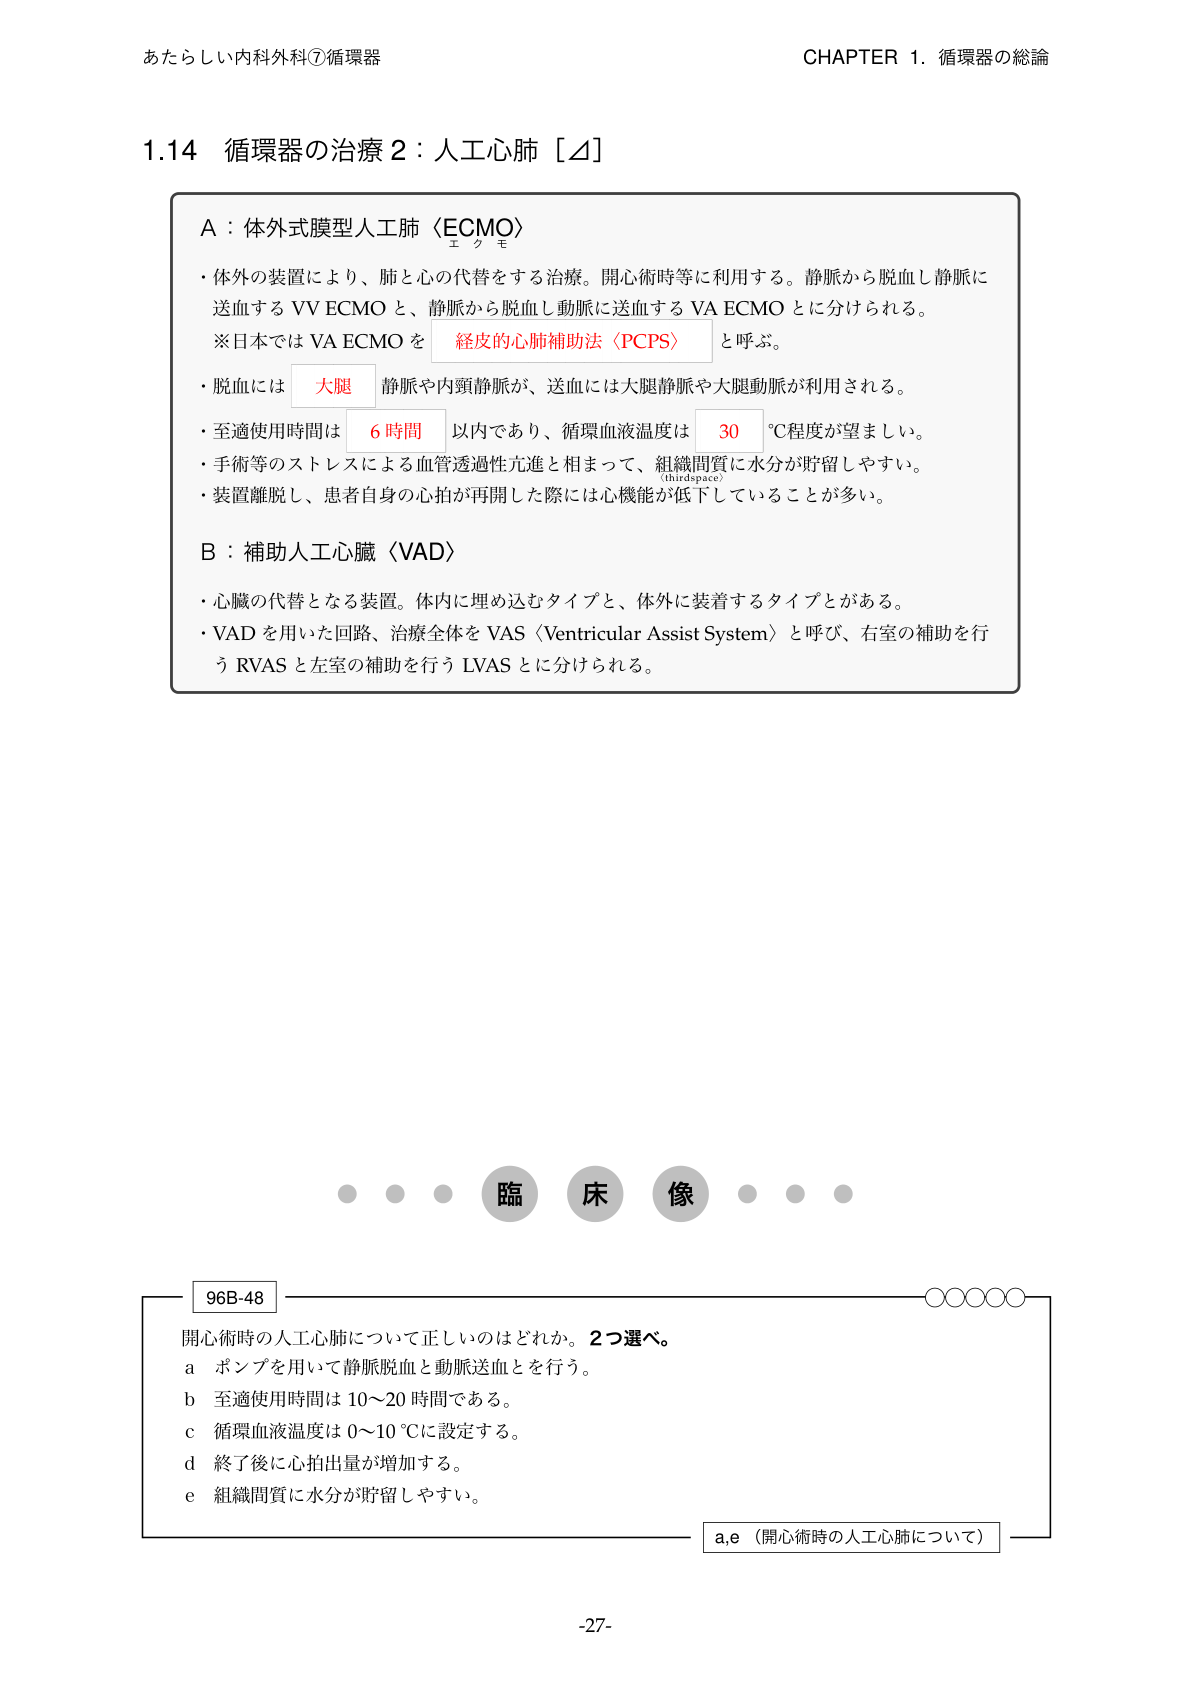 あたらしい内科外科⑦循環器
CHAPTER 1. 循環器の総論
1.14 循環器の治療 2：人工心肺［⊿］
A：体外式膜型人工肺〈ECMO〉
エクモ
・体外の装置により、肺と心の代替をする治療。開心術時等に利用する。静脈から脱血し静脈に
送血する VV ECMO と、静脈から脱血し動脈に送血する VA ECMO とに分けられる。
※日本では VA ECMO を 経皮的心肺補助法〈PCPS〉 と呼ぶ。
・脱血には 大腿 静脈や内頸静脈が、送血には大腿静脈や大腿動脈が利用される。
・至適使用時間は 6 時間 以内であり、循環血液温度は 30 ℃程度が望ましい。
・手術等のストレスによる血管透過性亢進と相まって、組織間質に水分が貯留しやすい。
〈thirdspace〉
・装置離脱し、患者自身の心拍が再開した際には心機能が低下していることが多い。
B：補助人工心臓〈VAD〉
・心臓の代替となる装置。体内に埋め込むタイプと、体外に装着するタイプとがある。
・VAD を用いた回路、治療全体を VAS〈Ventricular Assist System〉と呼び、右室の補助を行
う RVAS と左室の補助を行う LVAS とに分けられる。
臨床像
96B-48
開心術時の人工心肺について正しいのはどれか。2つ選べ。
a ポンプを用いて静脈脱血と動脈送血とを行う。
b 至適使用時間は 10〜20 時間である。
c 循環血液温度は 0〜10 ℃に設定する。
d 終了後に心拍出量が増加する。
e 組織間質に水分が貯留しやすい。
a,e（開心術時の人工心肺について）
-27-